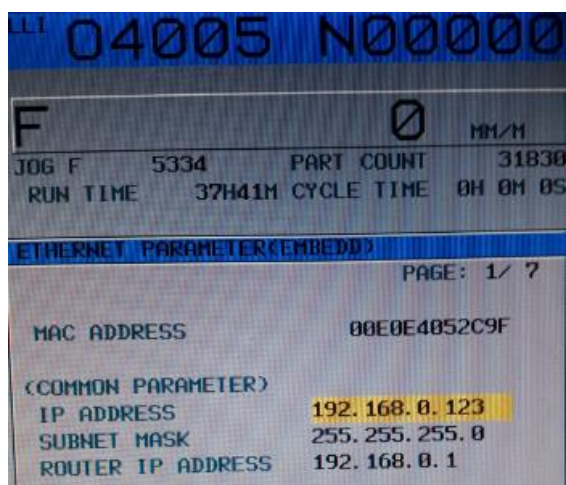 LLI O4005 N00000
F 0 MM/M
JOG F 5334 PART COUNT 31830
RUN TIME 37H41M CYCLE TIME 0H 0M 0S
ETHERNET PARAMETER(EMBEDD)
PAGE: 1/ 7
MAC ADDRESS 00E0E4052C9F
(COMMON PARAMETER)
IP ADDRESS 192.168.0.123
SUBNET MASK 255.255.255.0
ROUTER IP ADDRESS 192.168.0.1